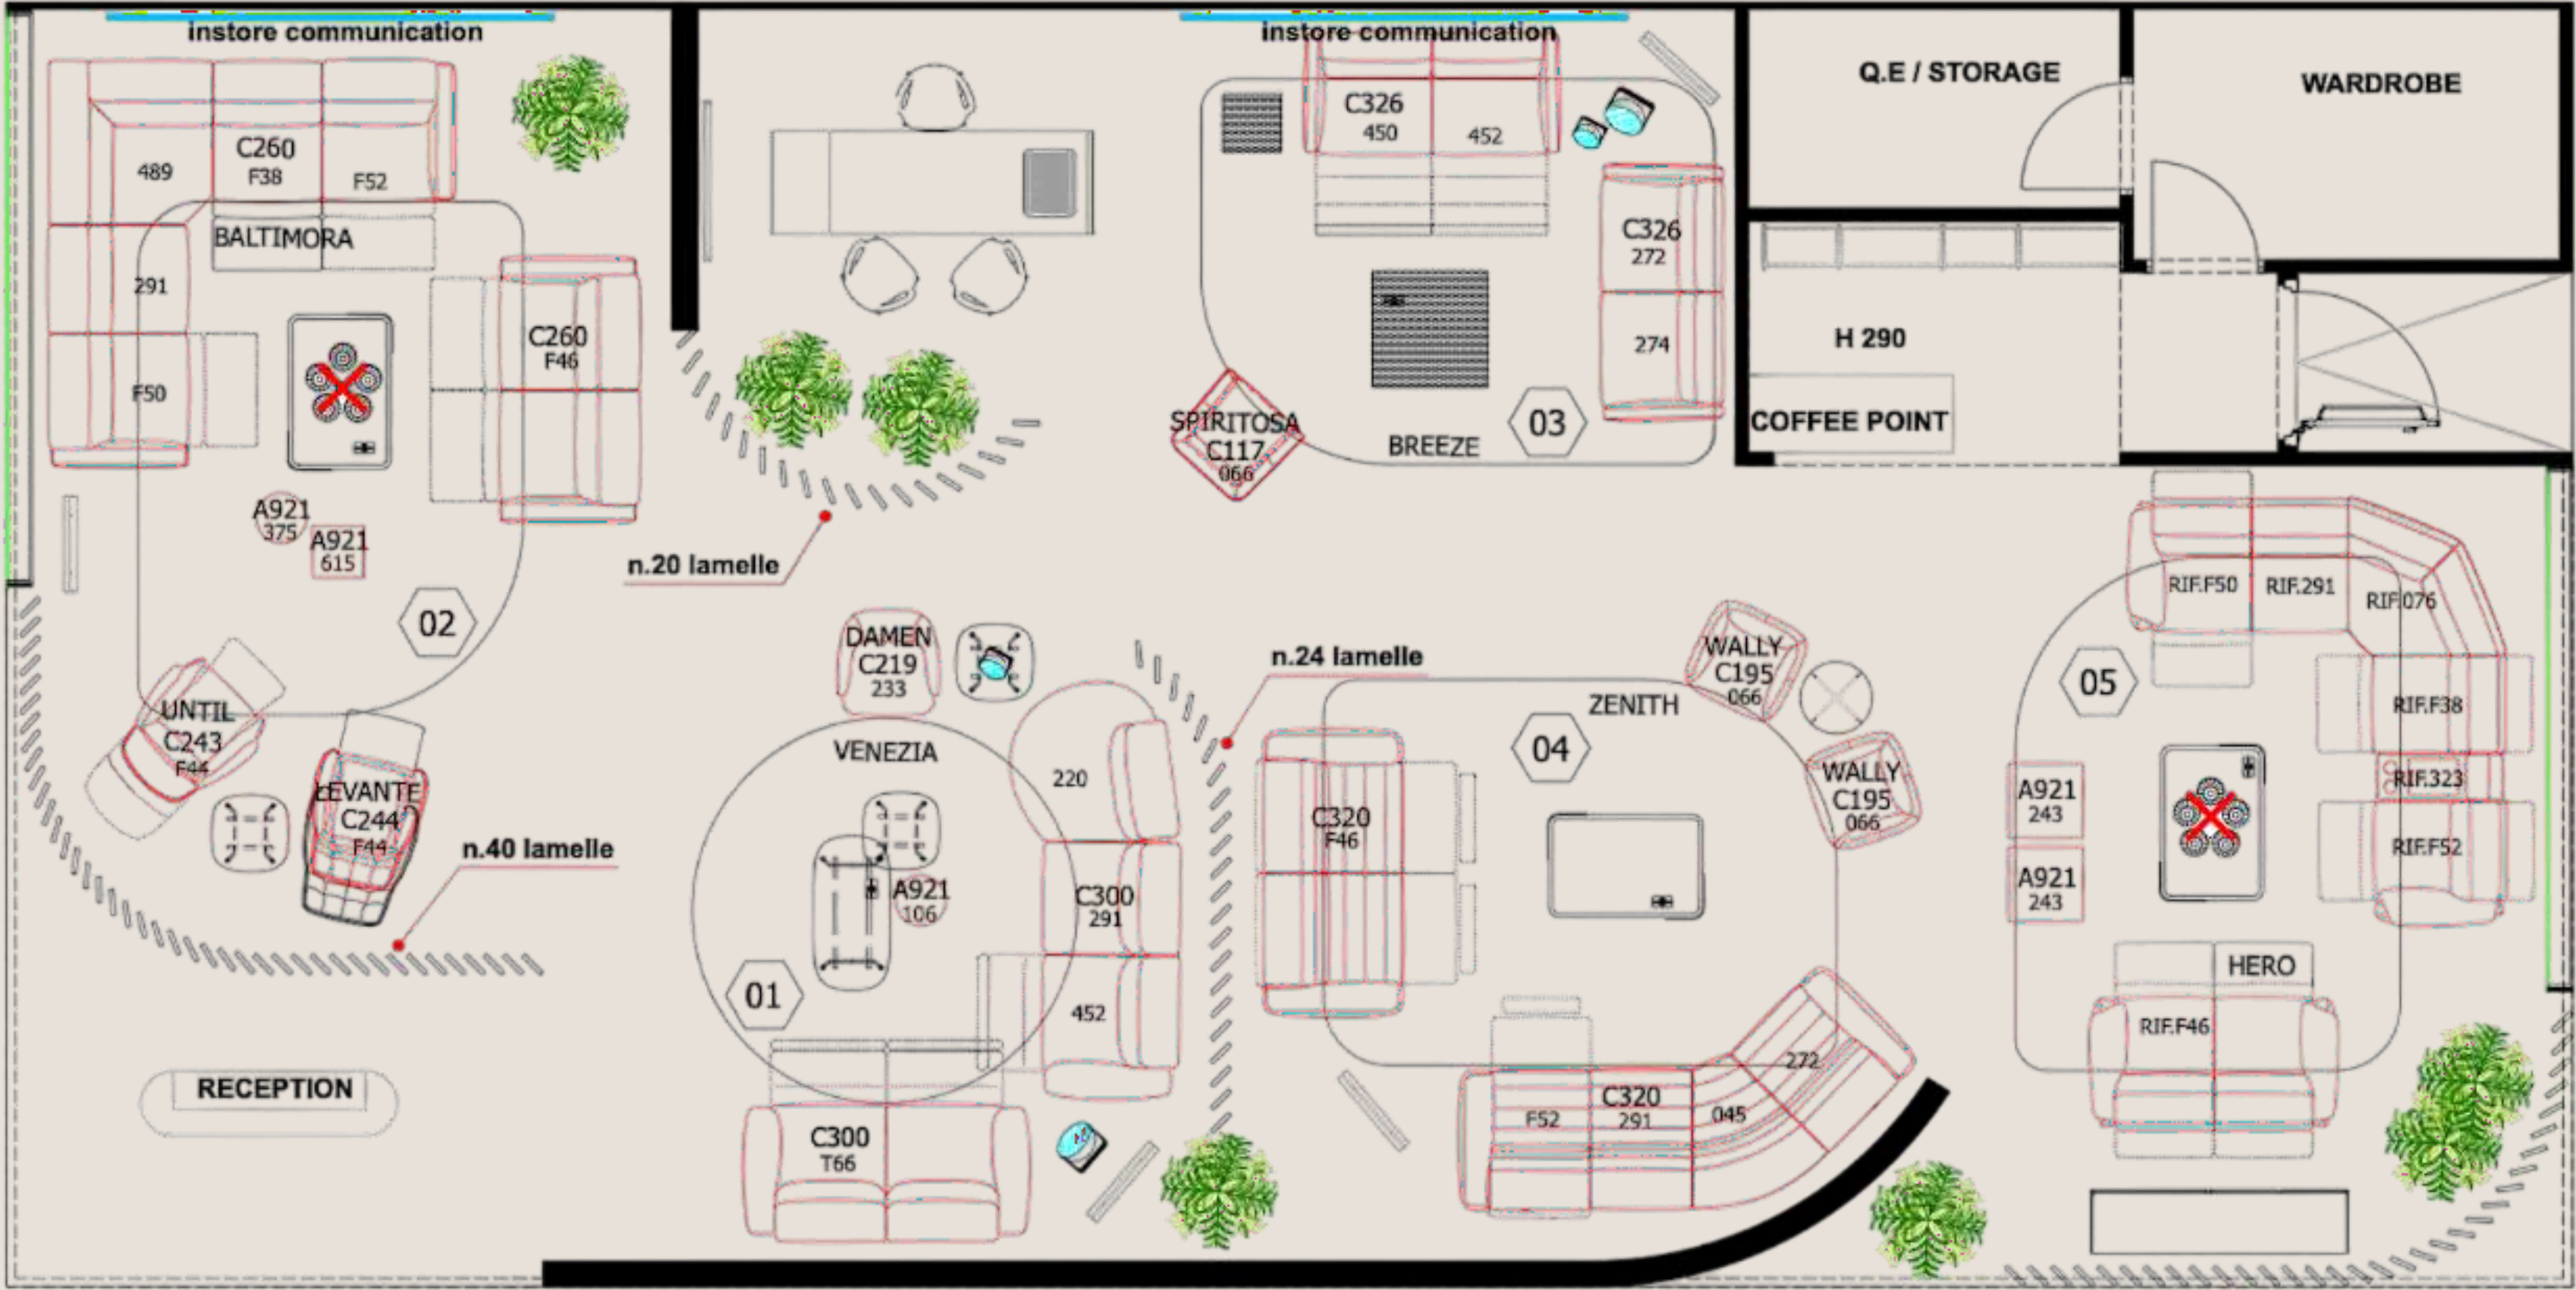 instore communication
instore communication
Q.E / STORAGE
WARDROBE
489
C260
F38
F52
BALTIMORA
291
F50
C260
F46
A921
375
A921
615
02
UNTIL
C243
F44
LEVANTE
C244
F44
n.40 lamelle
RECEPTION
n.20 lamelle
C326
450
452
C326
272
274
03
BREEZE
SPIRITOSA
C117
066
H 290
COFFEE POINT
DAMEN
C219
233
VENEZIA
220
A921
106
C300
291
452
01
C300
T66
n.24 lamelle
WALLY
C195
066
ZENITH
04
WALLY
C195
066
C320
F46
272
F52
C320
291
045
RIF.F50
RIF.291
RIF.076
05
RIF.F38
RIF.323
RIF.F52
A921
243
A921
243
HERO
RIF.F46